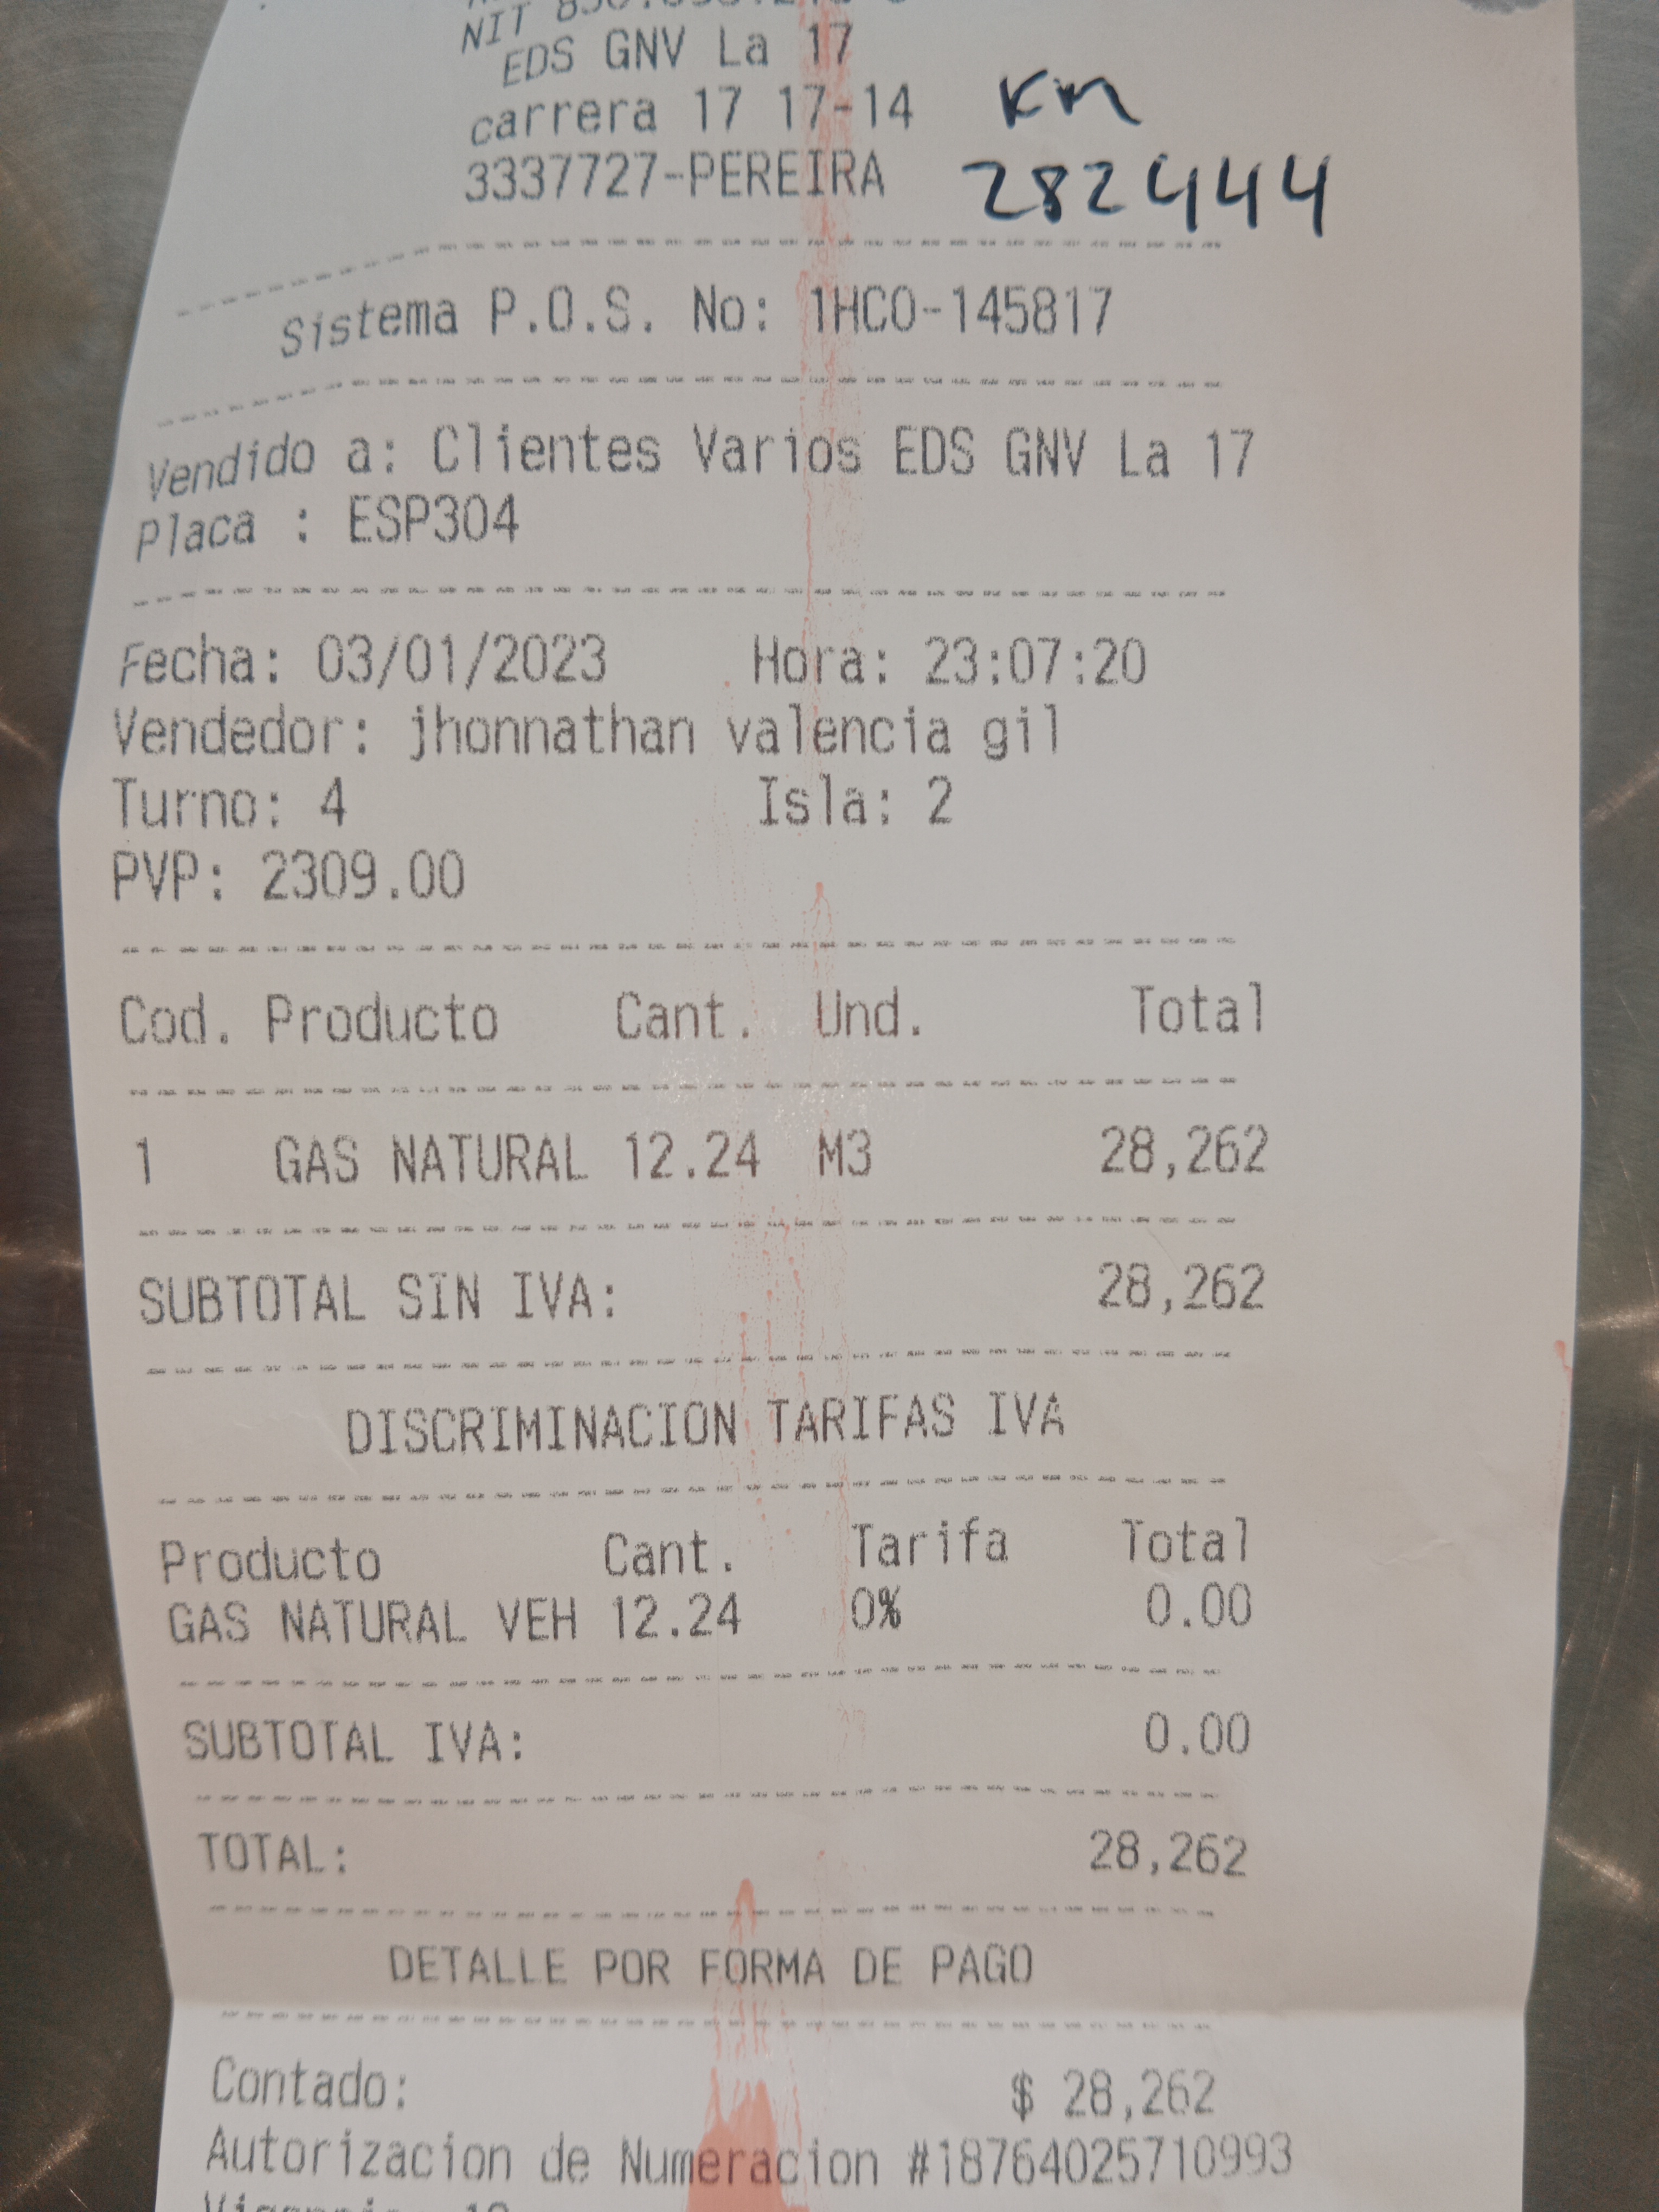 NIT
EDS GNV La 17
carrera 17 17-14
Km
3337727-PEREIRA
282444
Sistema P.O.S. No: 1HCO-145817
Vendido a: Clientes Varios EDS GNV La 17
Placa : ESP304
Fecha: 03/01/2023 Hora: 23:07:20
Vendedor: jhonnathan valencia gil
Turno: 4 Isla: 2
PVP: 2309.00
Cod. Producto Cant. Und. Total
1 GAS NATURAL 12.24 M3 28,262
SUBTOTAL SIN IVA: 28,262
DISCRIMINACION TARIFAS IVA
Producto Cant. Tarifa Total
GAS NATURAL VEH 12.24 0% 0.00
SUBTOTAL IVA: 0.00
TOTAL: 28,262
DETALLE POR FORMA DE PAGO
Contado: $ 28,262
Autorizacion de Numeracion #18764025710993